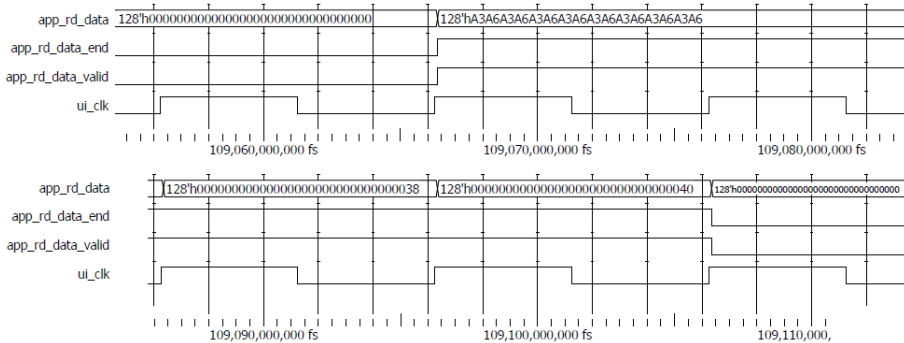 app_rd_data 128'h00000000000000000000000000000000 128'hA3A6A3A6A3A6A3A6A3A6A3A6A3A6A3A6
app_rd_data_end
app_rd_data_valid
ui_clk
109,060,000,000 fs 109,070,000,000 fs 109,080,000,000 fs
app_rd_data 128'h00000000000000000000000000000038 128'h00000000000000000000000000000040 128'h00000000000000000000000000000000
app_rd_data_end
app_rd_data_valid
ui_clk
109,090,000,000 fs 109,100,000,000 fs 109,110,000,